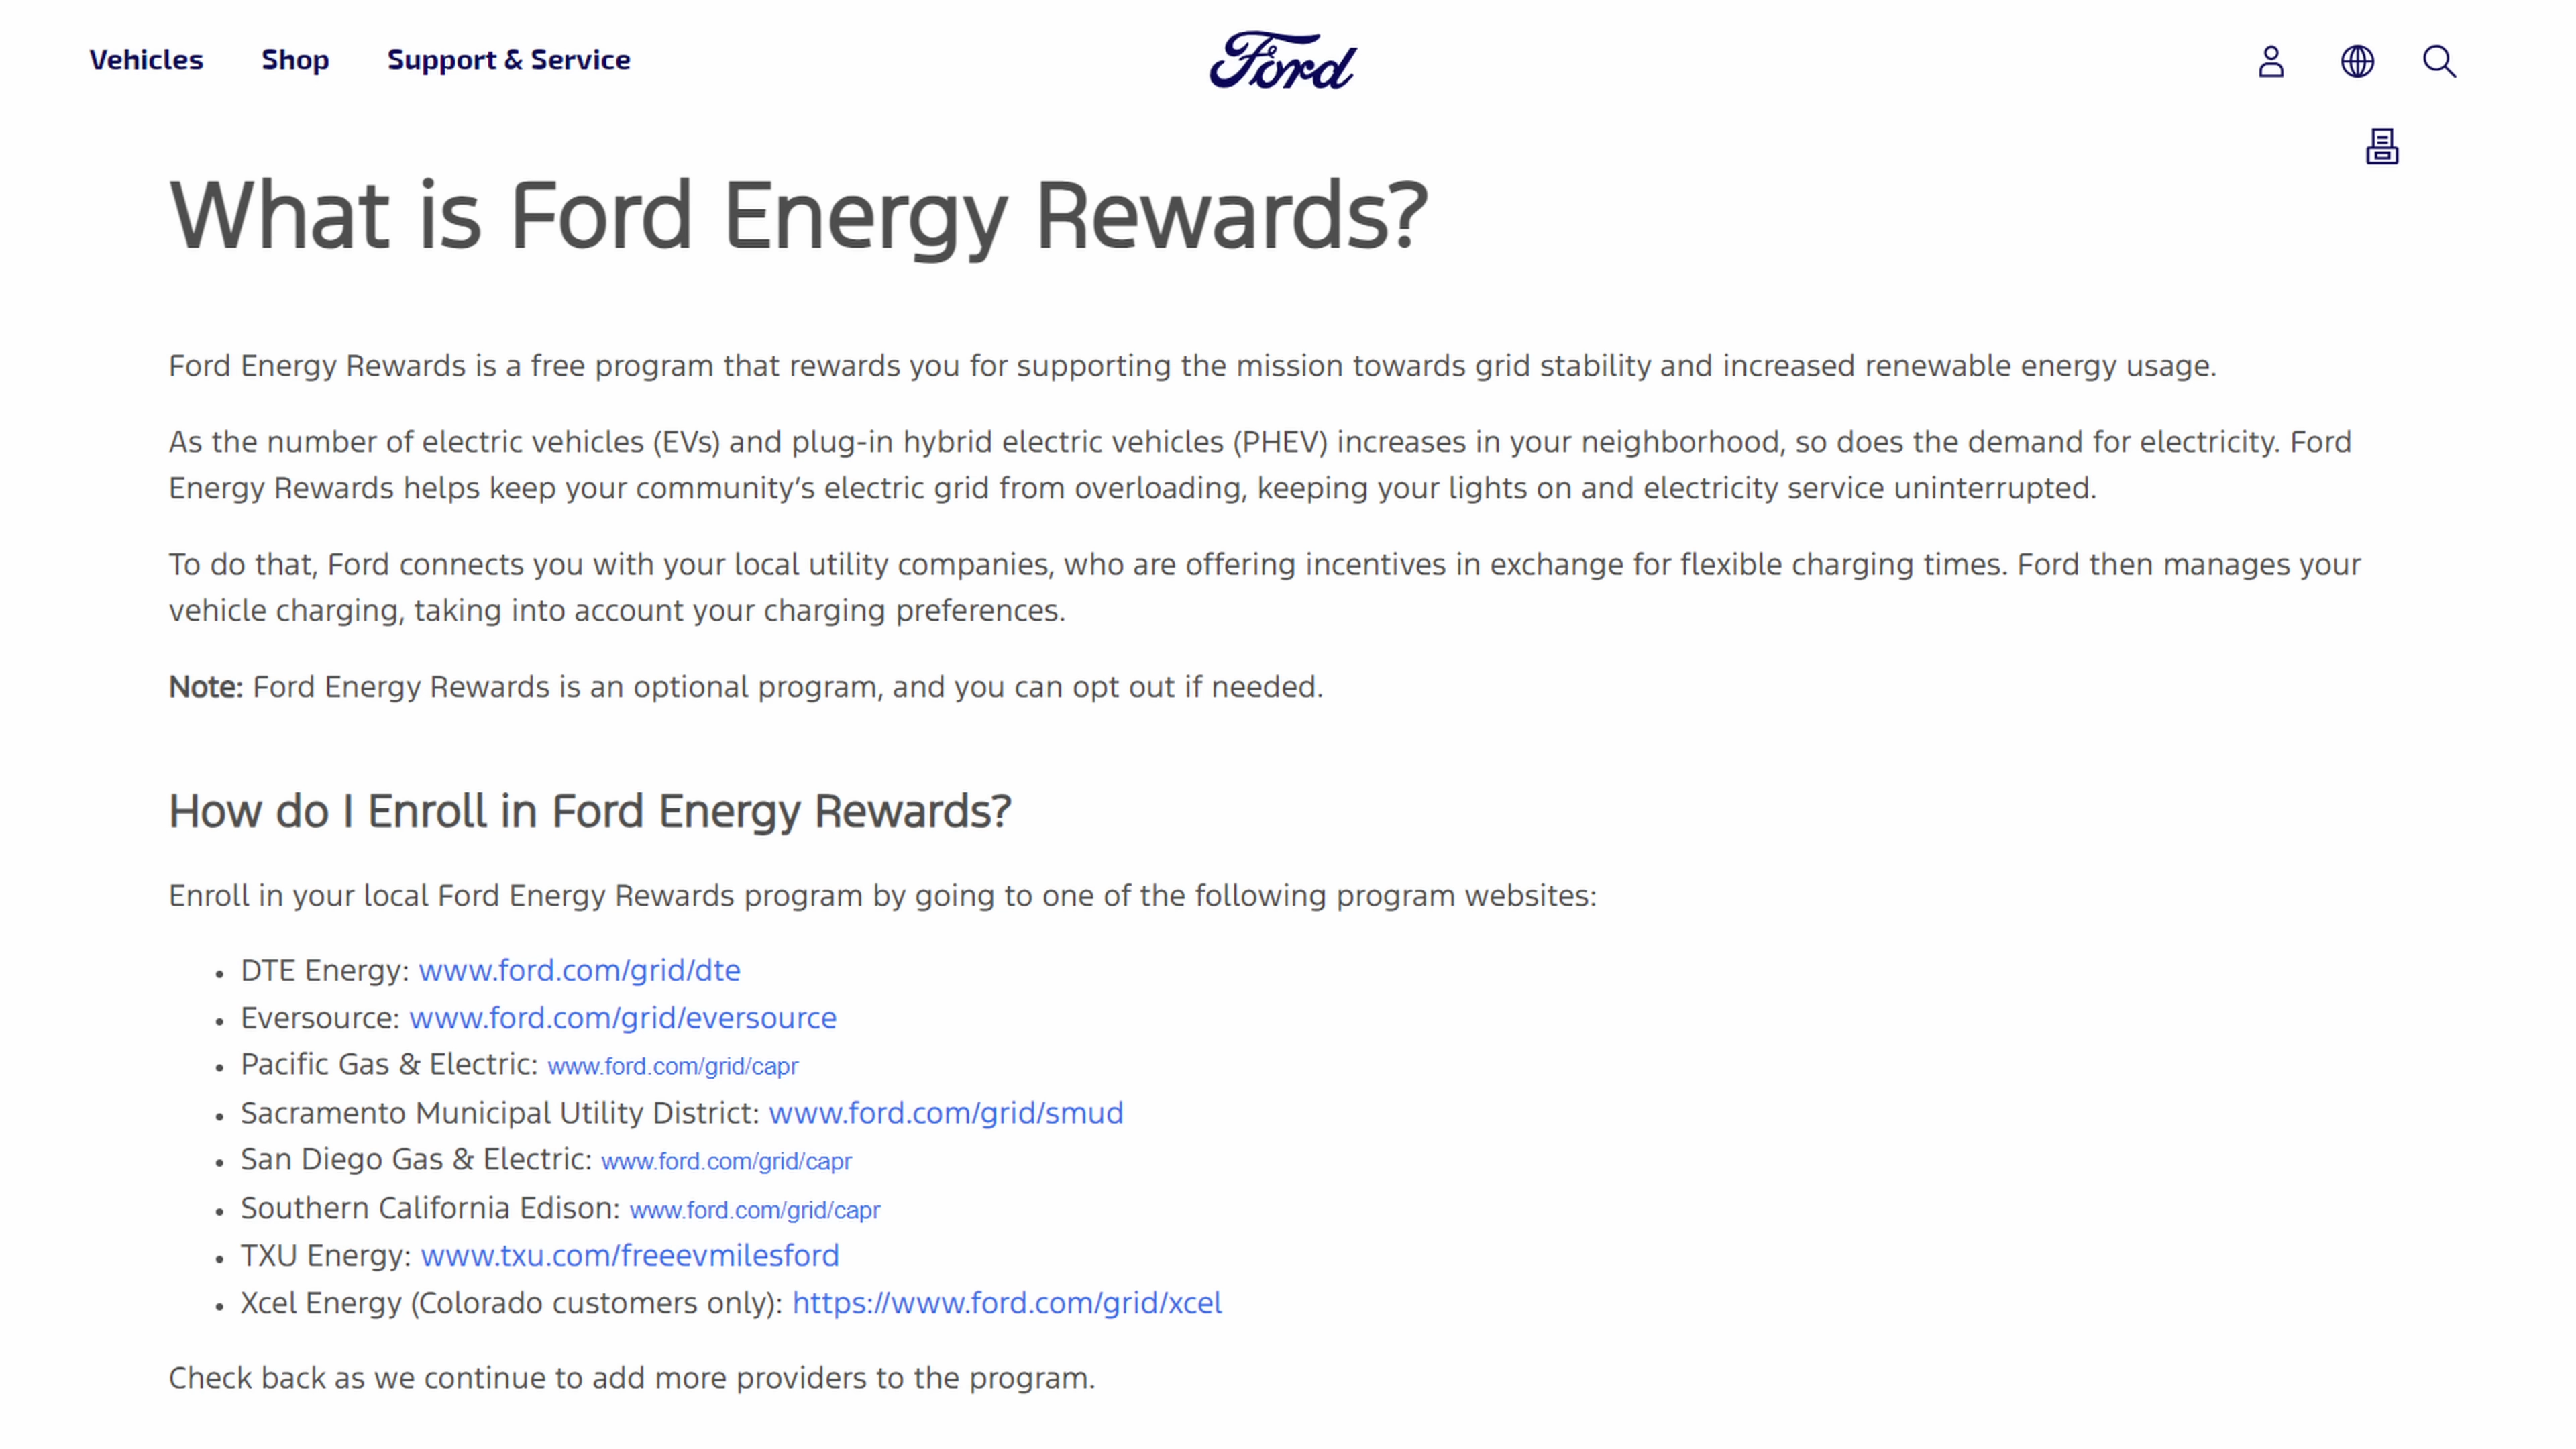 Vehicles Shop Support & Service Ford
What is Ford Energy Rewards?
Ford Energy Rewards is a free program that rewards you for supporting the mission towards grid stability and increased renewable energy usage.
As the number of electric vehicles (EVs) and plug-in hybrid electric vehicles (PHEV) increases in your neighborhood, so does the demand for electricity. Ford
Energy Rewards helps keep your community’s electric grid from overloading, keeping your lights on and electricity service uninterrupted.
To do that, Ford connects you with your local utility companies, who are offering incentives in exchange for flexible charging times. Ford then manages your
vehicle charging, taking into account your charging preferences.
Note: Ford Energy Rewards is an optional program, and you can opt out if needed.
How do I Enroll in Ford Energy Rewards?
Enroll in your local Ford Energy Rewards program by going to one of the following program websites:
• DTE Energy: www.ford.com/grid/dte
• Eversource: www.ford.com/grid/eversource
• Pacific Gas & Electric: www.ford.com/grid/capr
• Sacramento Municipal Utility District: www.ford.com/grid/smud
• San Diego Gas & Electric: www.ford.com/grid/capr
• Southern California Edison: www.ford.com/grid/capr
• TXU Energy: www.txu.com/freeevmilesford
• Xcel Energy (Colorado customers only): https://www.ford.com/grid/xcel
Check back as we continue to add more providers to the program.